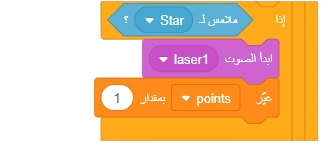 إذا ملامس لـ Star ؟
ابدأ الصوت laser1
غيّر points بمقدار 1